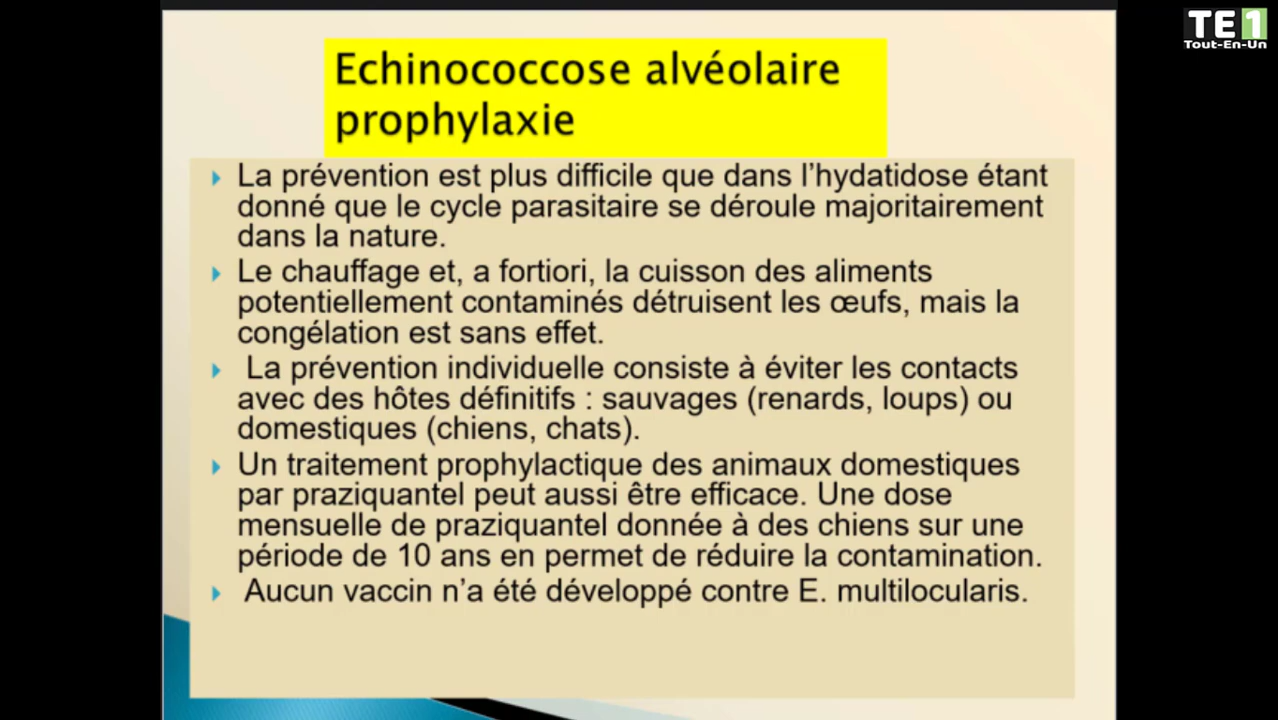 TE1
Tout-En-Un
Echinococcose alvéolaire
prophylaxie
La prévention est plus difficile que dans l'hydatidose étant
donné que le cycle parasitaire se déroule majoritairement
dans la nature.
Le chauffage et, a fortiori, la cuisson des aliments
potentiellement contaminés détruisent les œufs, mais la
congélation est sans effet.
La prévention individuelle consiste à éviter les contacts
avec des hôtes définitifs : sauvages (renards, loups) ou
domestiques (chiens, chats).
Un traitement prophylactique des animaux domestiques
par praziquantel peut aussi être efficace. Une dose
mensuelle de praziquantel donnée à des chiens sur une
période de 10 ans en permet de réduire la contamination.
Aucun vaccin n'a été développé contre E. multilocularis.